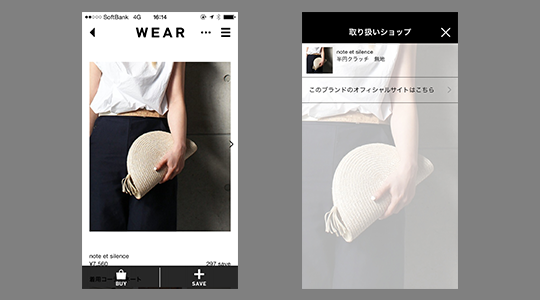 SoftBank 4G 16:14
WEAR
note et silence
¥7,560 297 save
BUY
SAVE
取り扱いショップ
note et silence
半円クラッチ 無地
このブランドのオフィシャルサイトはこちら